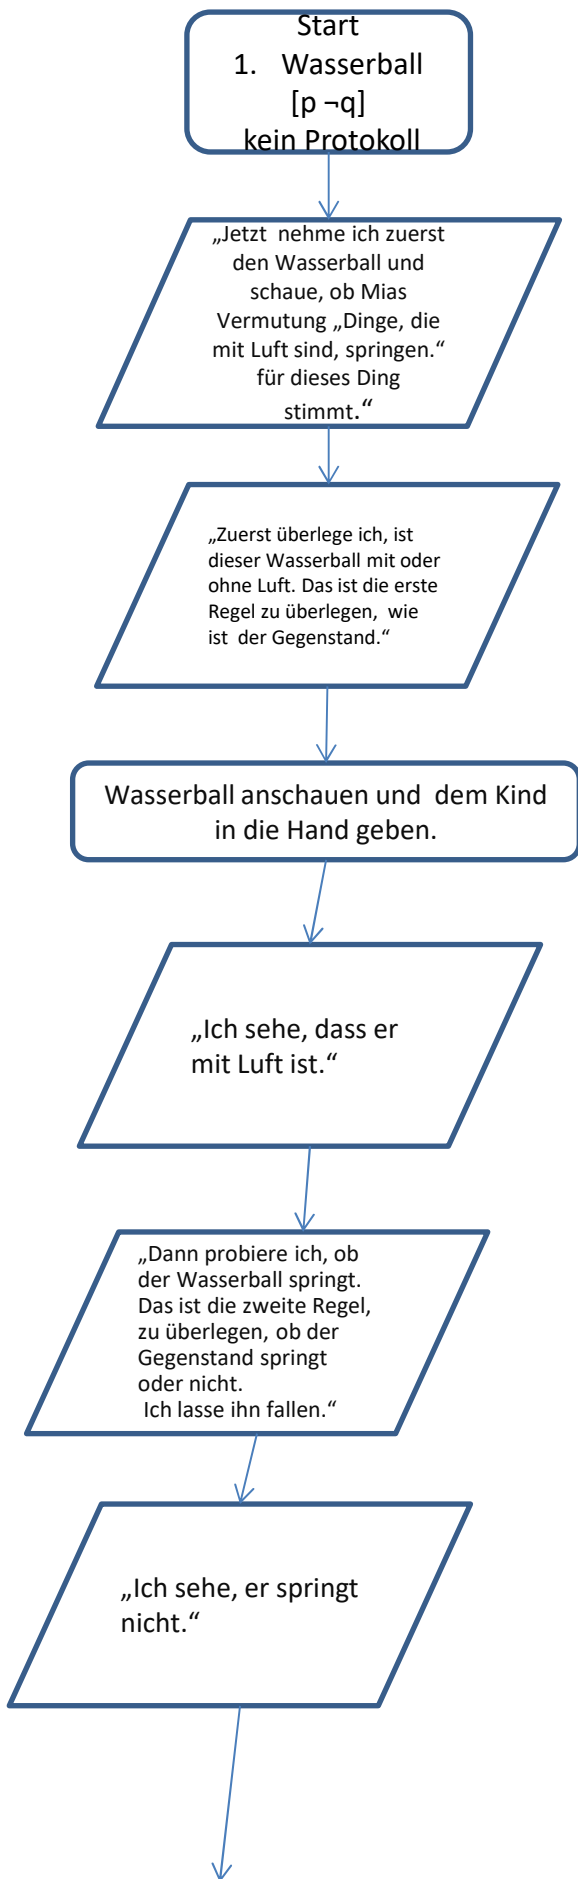 Start
1. Wasserball
[p ¬q]
kein Protokoll
„Jetzt nehme ich zuerst
den Wasserball und
schaue, ob Mias
Vermutung „Dinge, die
mit Luft sind, springen.“
für dieses Ding
stimmt.“
„Zuerst überlege ich, ist
dieser Wasserball mit oder
ohne Luft. Das ist die erste
Regel zu überlegen, wie
ist der Gegenstand.“
Wasserball anschauen und dem Kind
in die Hand geben.
„Ich sehe, dass er
mit Luft ist.“
„Dann probiere ich, ob
der Wasserball springt.
Das ist die zweite Regel,
zu überlegen, ob der
Gegenstand springt
oder nicht.
Ich lasse ihn fallen.“
„Ich sehe, er springt
nicht.“